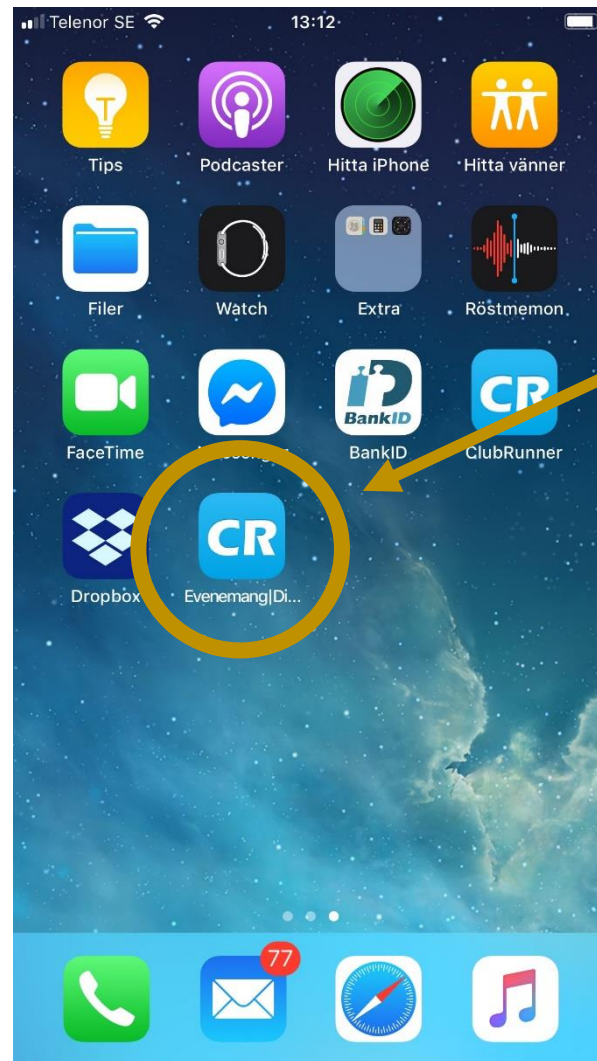 Telenor SE 13:12
T
Tips Podcaster Hitta iPhone Hitta vänner
Filer Watch Extra Röstmemon.
iD
BankID
CR
FaceTime BankID ClubRunner
CR
Dropbox Evenemang|Di...
77